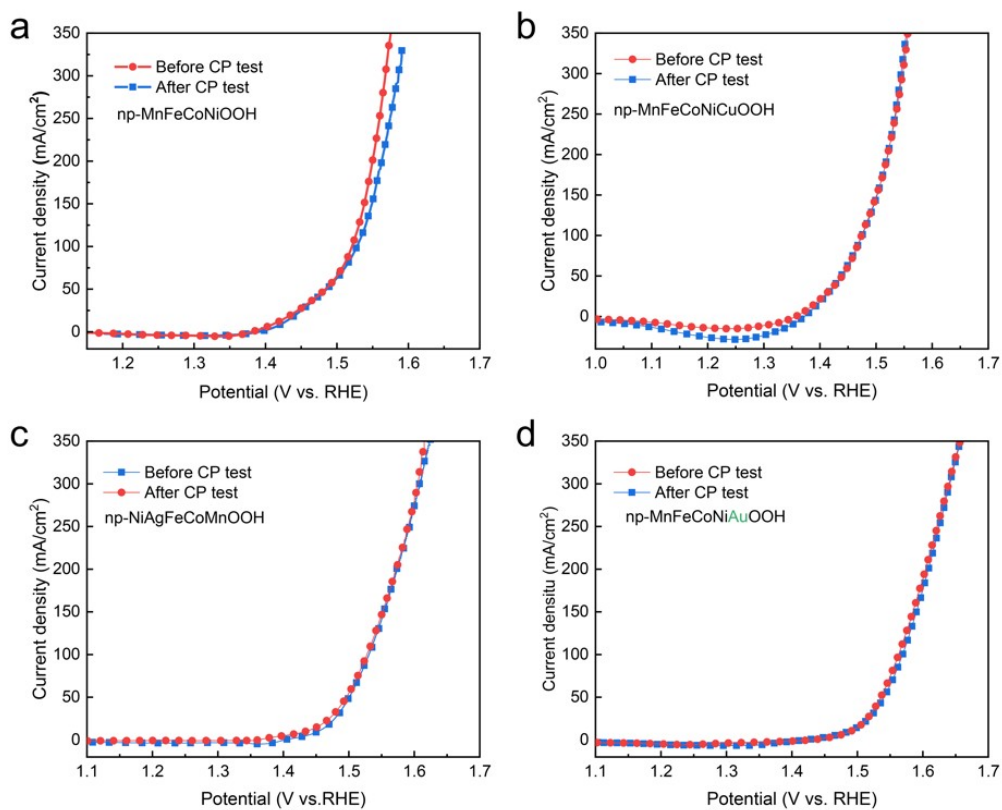 a
350
300
250
200
150
100
50
0
Current density (mA/cm²)
Before CP test
After CP test
np-MnFeCoNiOOH
1.2 1.3 1.4 1.5 1.6 1.7
Potential (V vs. RHE)
b
350
300
250
200
150
100
50
0
Current density (mA/cm²)
Before CP test
After CP test
np-MnFeCoNiCuOOH
1.0 1.1 1.2 1.3 1.4 1.5 1.6 1.7
Potential (V vs. RHE)
c
350
300
250
200
150
100
50
0
Current density (mA/cm²)
Before CP test
After CP test
np-NiAgFeCoMnOOH
1.1 1.2 1.3 1.4 1.5 1.6 1.7
Potential (V vs.RHE)
d
350
300
250
200
150
100
50
0
Current densitu (mA/cm²)
Before CP test
After CP test
np-MnFeCoNiAuOOH
1.1 1.2 1.3 1.4 1.5 1.6 1.7
Potential (V vs. RHE)